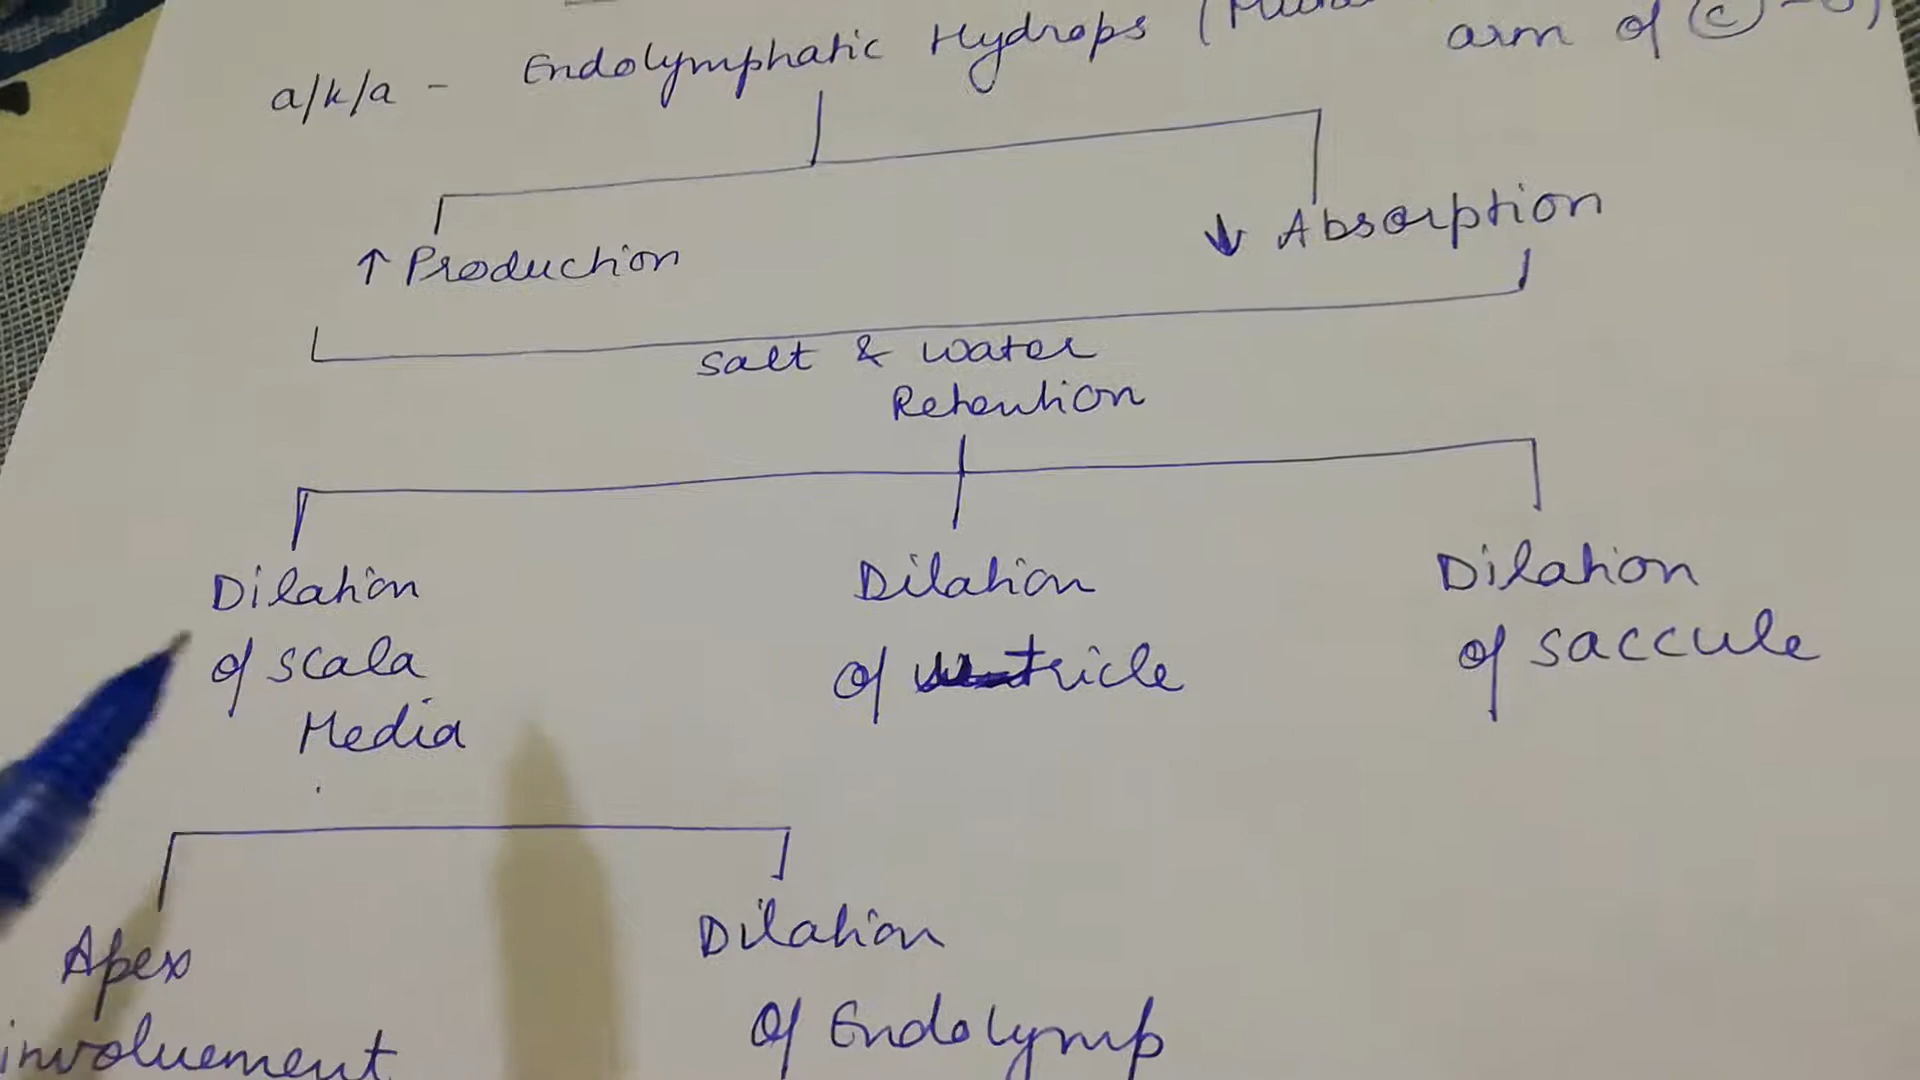 a/k/a - Endolymphatic Hydrops (
arm of (c)
↑ Production
↓ Absorption
Salt & Water
Retention
Dilation
of scala
Media
Dilation
of utricle
Dilation
of saccule
Apex
involvement
Dilation
of Endolymp